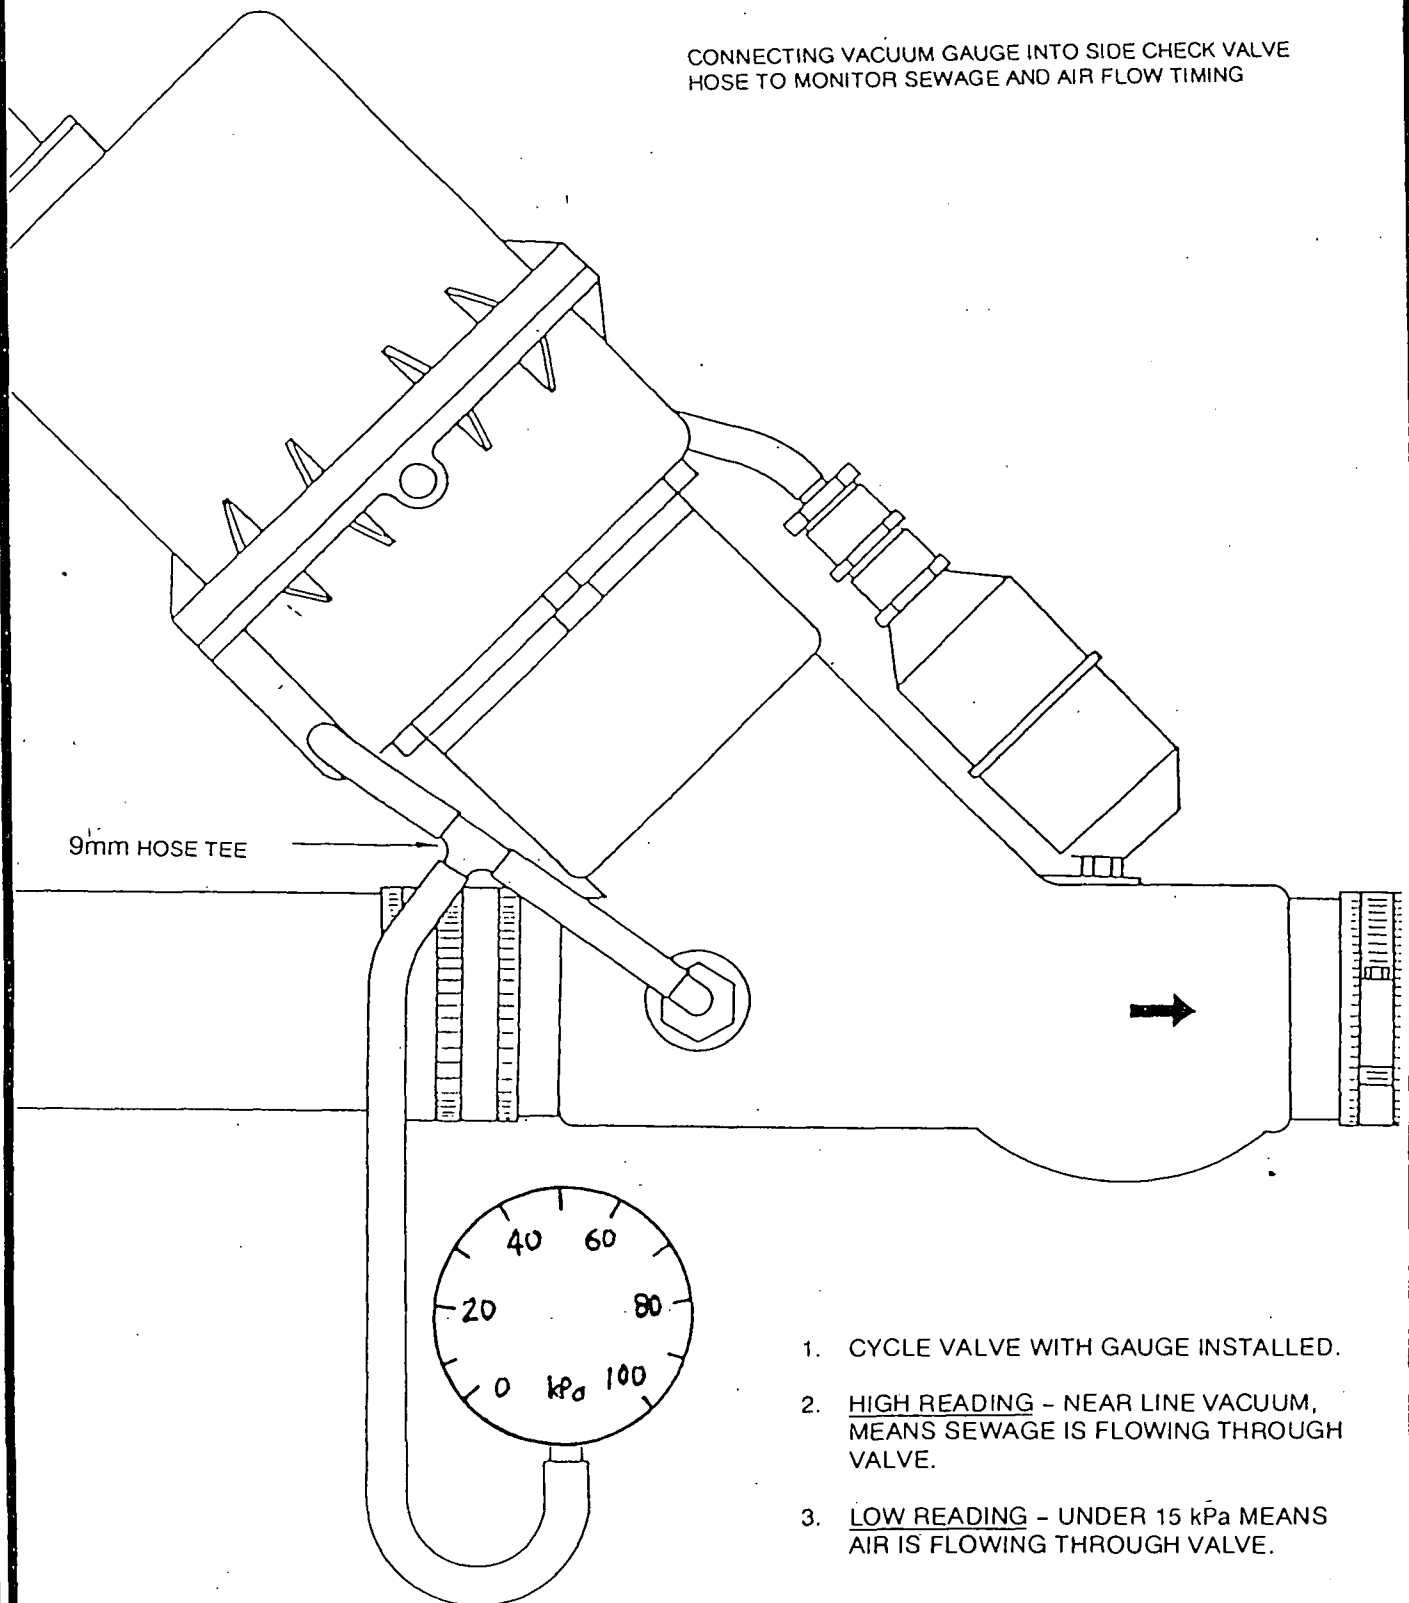 CONNECTING VACUUM GAUGE INTO SIDE CHECK VALVE
HOSE TO MONITOR SEWAGE AND AIR FLOW TIMING
9mm HOSE TEE
40 60
20 80
0 kPa 100
1. CYCLE VALVE WITH GAUGE INSTALLED.
2. HIGH READING – NEAR LINE VACUUM,
MEANS SEWAGE IS FLOWING THROUGH
VALVE.
3. LOW READING – UNDER 15 kPa MEANS
AIR IS FLOWING THROUGH VALVE.